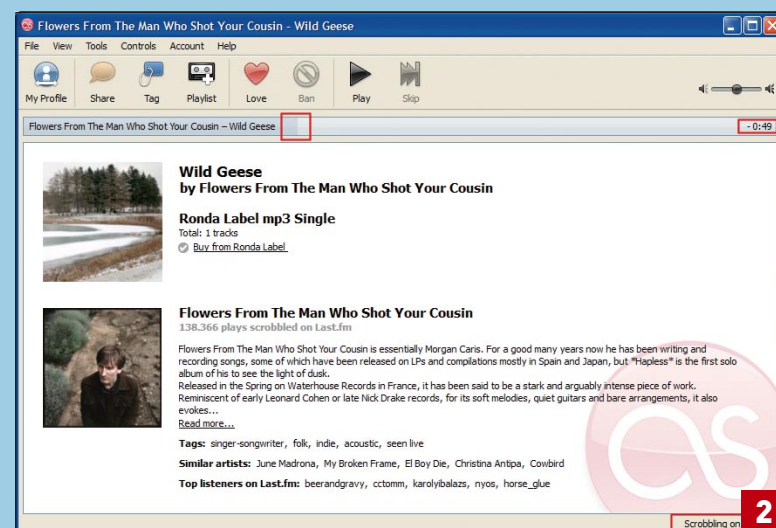 Flowers From The Man Who Shot Your Cousin - Wild Geese
File View Tools Controls Account Help
My Profile Share Tag Playlist Love Ban Play Skip
Flowers From The Man Who Shot Your Cousin – Wild Geese - 0:49
Wild Geese
by Flowers From The Man Who Shot Your Cousin
Ronda Label mp3 Single
Total: 1 tracks
Buy from Ronda Label
Flowers From The Man Who Shot Your Cousin
138.366 plays scrobbled on Last.fm
Flowers From The Man Who Shot Your Cousin is essentially Morgan Caris. For a good many years now he has been writing and
recording songs, some of which have been released on LPs and compilations mostly in Spain and Japan, but "Hapless" is the first solo
album of his to see the light of dusk.
Released in the Spring on Waterhouse Records in France, it has been said to be a stark and arguably intense piece of work.
Reminiscent of early Leonard Cohen or late Nick Drake records, for its soft melodies, quiet guitars and bare arrangements, it also
evokes...
Read more...
Tags: singer-songwriter, folk, indie, acoustic, seen live
Similar artists: June Madrona, My Broken Frame, El Boy Die, Christina Antipa, Cowbird
Top listeners on Last.fm: beerandgravy, cctomm, karolyibalazs, nyos, horse_glue
Scrobbling on
2